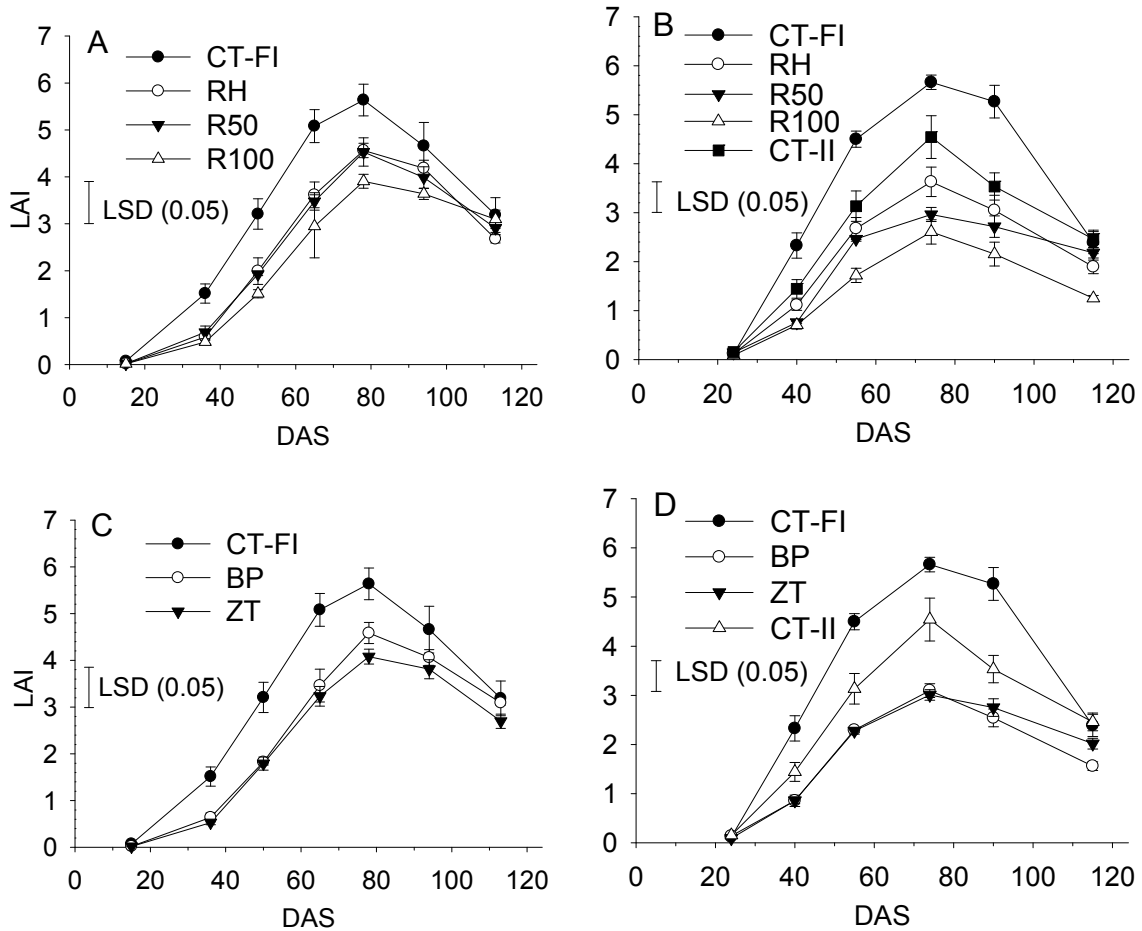 A
CT-FI
RH
R50
R100
LSD (0.05)
LAI
7
6
5
4
3
2
1
0
0 20 40 60 80 100 120
DAS
B
CT-FI
RH
R50
R100
CT-II
LSD (0.05)
7
6
5
4
3
2
1
0
0 20 40 60 80 100 120
DAS
C
CT-FI
BP
ZT
LSD (0.05)
LAI
7
6
5
4
3
2
1
0
0 20 40 60 80 100 120
DAS
D
CT-FI
BP
ZT
CT-II
LSD (0.05)
7
6
5
4
3
2
1
0
0 20 40 60 80 100 120
DAS